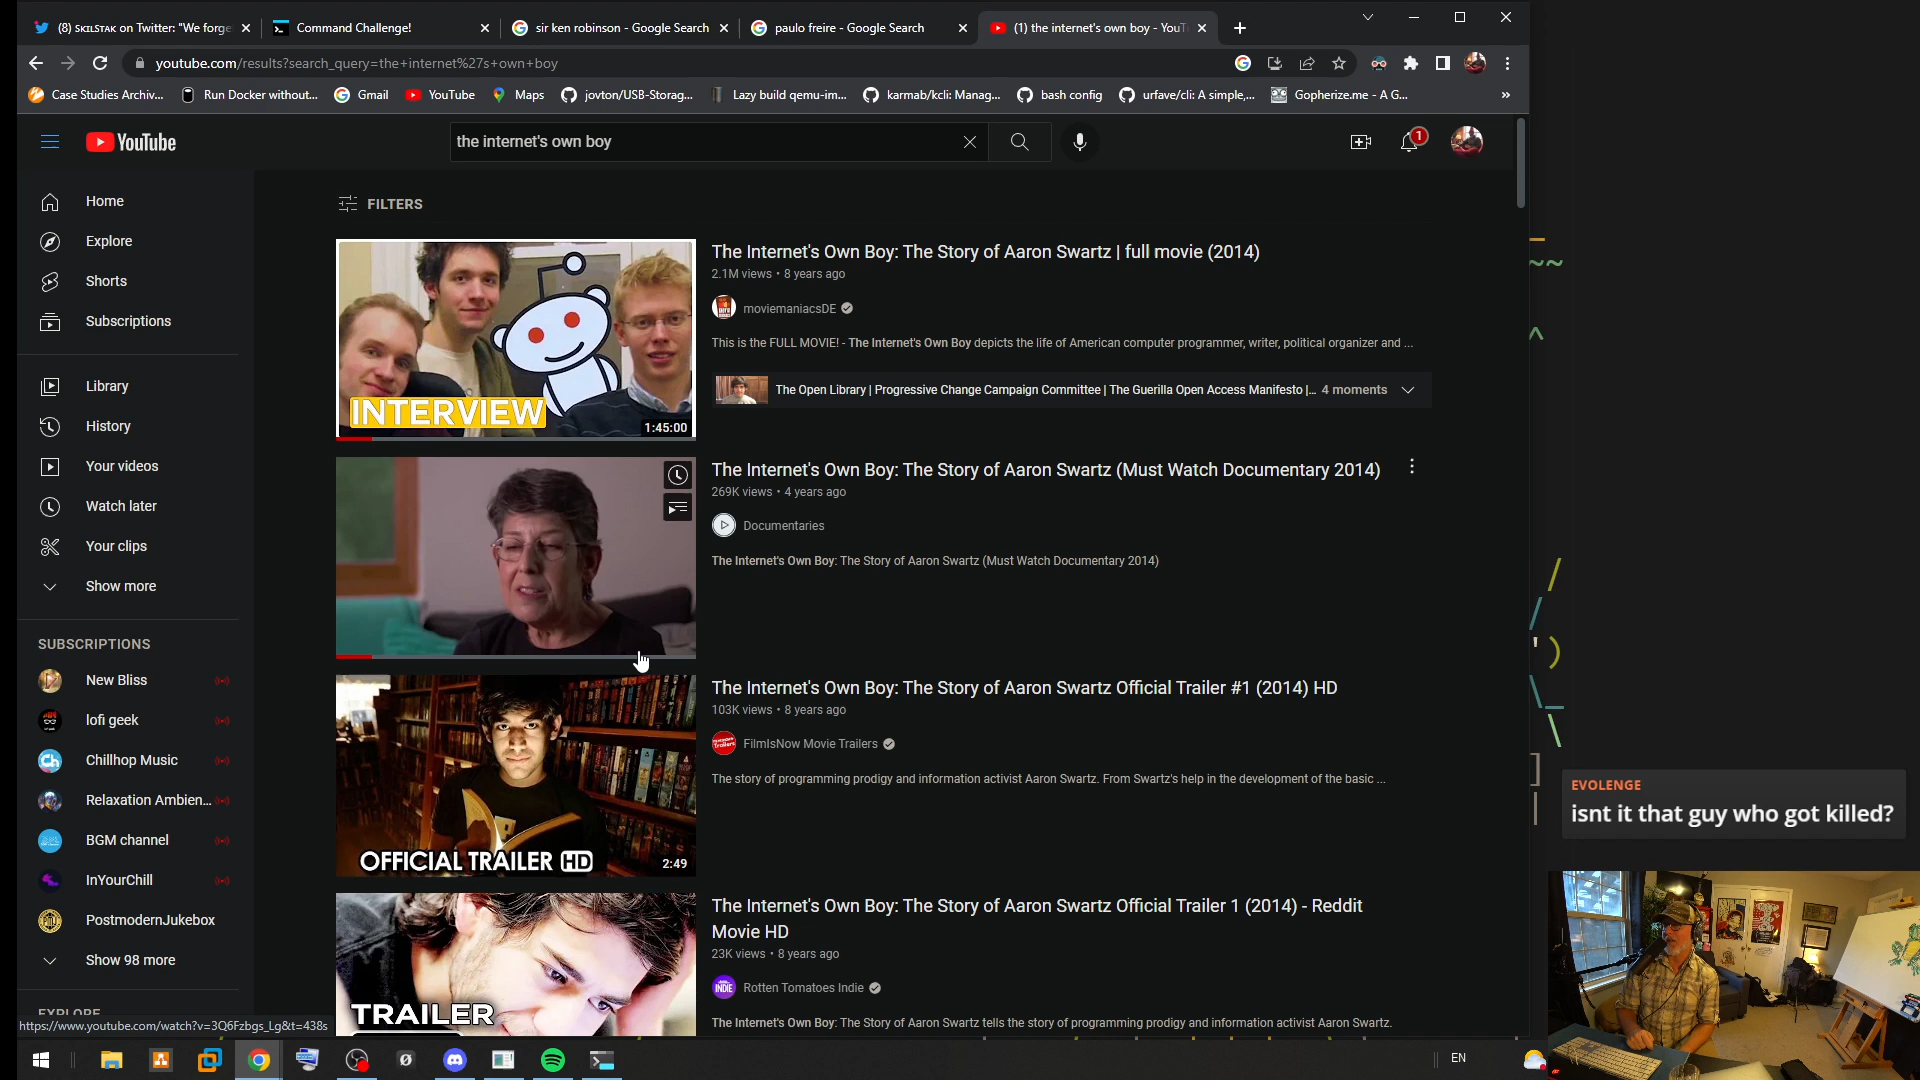 (8) SKILSTAK on Twitter: "We forge
Command Challenge!
sir ken robinson - Google Search
paulo freire - Google Search
(1) the internet's own boy - YouT
youtube.com/results?search_query=the+internet%27s+own+boy
Case Studies Archiv...
Run Docker without...
Gmail
YouTube
Maps
jovton/USB-Storag...
Lazy build qemu-im...
karmab/kcli: Manag...
bash config
urfave/cli: A simple,...
Gopherize.me - A G...
»
YouTube
the internet's own boy
1
Home
Explore
Shorts
Subscriptions
Library
History
Your videos
Watch later
Your clips
Show more
SUBSCRIPTIONS
New Bliss
lofi geek
Chillhop Music
Relaxation Ambien...
BGM channel
InYourChill
PostmodernJukebox
Show 98 more
EXPLORE
FILTERS
INTERVIEW
1:45:00
The Internet's Own Boy: The Story of Aaron Swartz | full movie (2014)
2.1M views • 8 years ago
moviemaniacsDE
This is the FULL MOVIE! - The Internet's Own Boy depicts the life of American computer programmer, writer, political organizer and ...
The Open Library | Progressive Change Campaign Committee | The Guerilla Open Access Manifesto |... 4 moments
The Internet's Own Boy: The Story of Aaron Swartz (Must Watch Documentary 2014)
269K views • 4 years ago
Documentaries
The Internet's Own Boy: The Story of Aaron Swartz (Must Watch Documentary 2014)
OFFICIAL TRAILER HD
2:49
The Internet's Own Boy: The Story of Aaron Swartz Official Trailer #1 (2014) HD
103K views • 8 years ago
FilmIsNow Movie Trailers
The story of programming prodigy and information activist Aaron Swartz. From Swartz's help in the development of the basic ...
TRAILER
The Internet's Own Boy: The Story of Aaron Swartz Official Trailer 1 (2014) - Reddit
Movie HD
23K views • 8 years ago
INDIE
Rotten Tomatoes Indie
The Internet's Own Boy: The Story of Aaron Swartz tells the story of programming prodigy and information activist Aaron Swartz.
https://www.youtube.com/watch?v=3Q6Fzbgs_Lg&t=438s
EN
EVOLENGE
isnt it that guy who got killed?